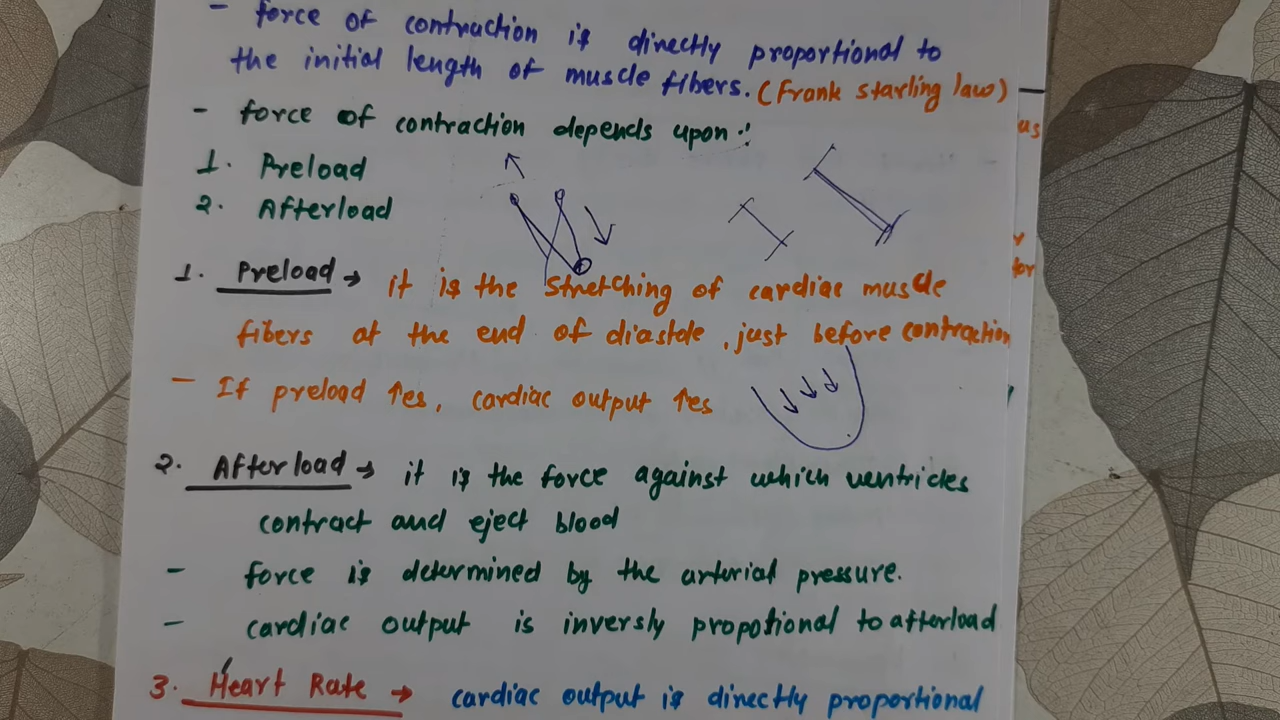 - force of contraction is directly proportional to
the initial length of muscle fibers. (Frank starling law)
- force of contraction depends upon :
1. Preload
2. Afterload
1. Preload → it is the stretching of cardiac muscle
fibers at the end of diastole, just before contraction
- If preload ↑es, cardiac output ↑es
2. Afterload → it is the force against which ventricles
contract and eject blood
- force is determined by the arterial pressure.
- cardiac output is inversly propotional to afterload
3. Heart Rate → cardiac output is directly proportional